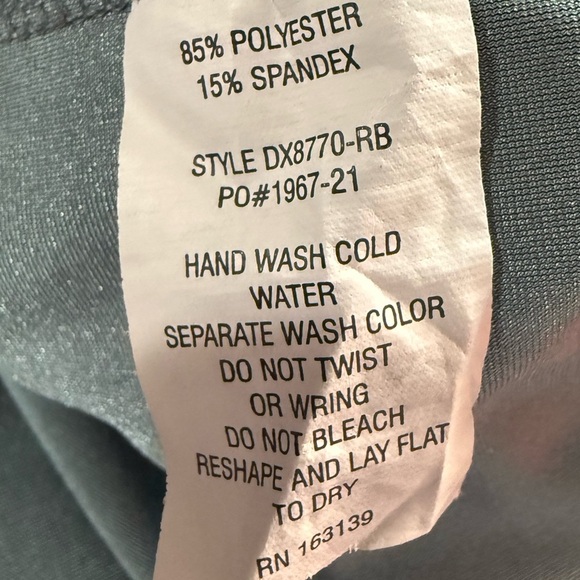 85% POLYESTER
15% SPANDEX
STYLE DX8770-RB
PO#1967-21
HAND WASH COLD
WATER
SEPARATE WASH COLOR
DO NOT TWIST
OR WRING
DO NOT BLEACH
RESHAPE AND LAY FLAT
TO DRY
RN 163139